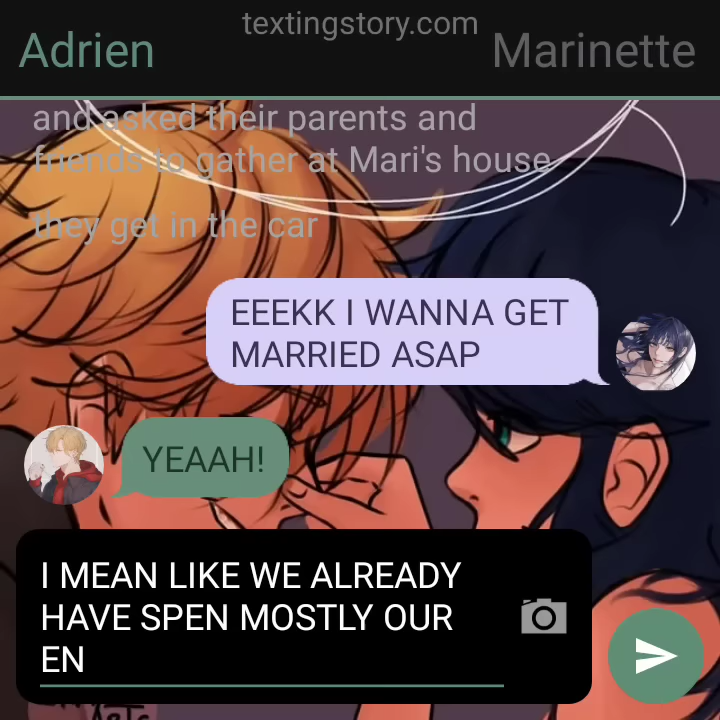 textingstory.com
Adrien
Marinette
and asked their parents and
friends to gather at Mari's house
they get in the car
EEEKK I WANNA GET
MARRIED ASAP
YEAAH!
I MEAN LIKE WE ALREADY
HAVE SPEN MOSTLY OUR
EN